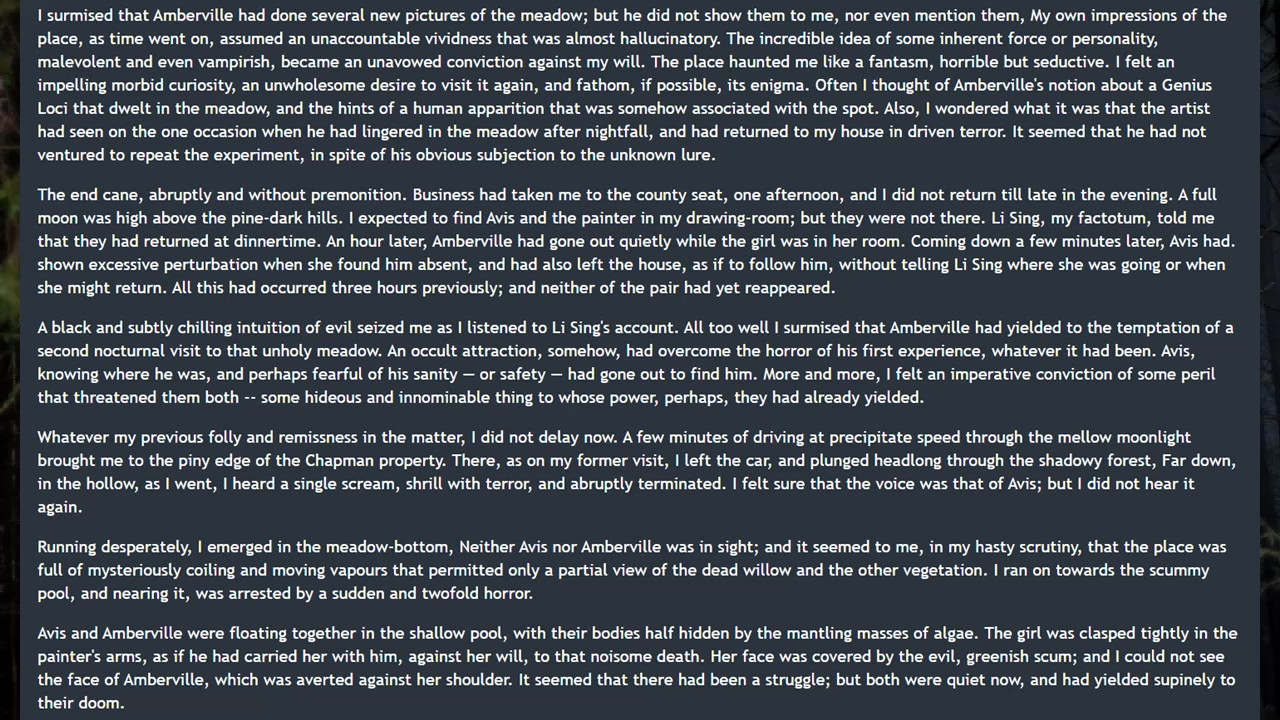 I surmised that Amberville had done several new pictures of the meadow; but he did not show them to me, nor even mention them, My own impressions of the
place, as time went on, assumed an unaccountable vividness that was almost hallucinatory. The incredible idea of some inherent force or personality,
malevolent and even vampirish, became an unavowed conviction against my will. The place haunted me like a fantasm, horrible but seductive. I felt an
impelling morbid curiosity, an unwholesome desire to visit it again, and fathom, if possible, its enigma. Often I thought of Amberville's notion about a Genius
Loci that dwelt in the meadow, and the hints of a human apparition that was somehow associated with the spot. Also, I wondered what it was that the artist
had seen on the one occasion when he had lingered in the meadow after nightfall, and had returned to my house in driven terror. It seemed that he had not
ventured to repeat the experiment, in spite of his obvious subjection to the unknown lure.
The end cane, abruptly and without premonition. Business had taken me to the county seat, one afternoon, and I did not return till late in the evening. A full
moon was high above the pine-dark hills. I expected to find Avis and the painter in my drawing-room; but they were not there. Li Sing, my factotum, told me
that they had returned at dinnertime. An hour later, Amberville had gone out quietly while the girl was in her room. Coming down a few minutes later, Avis had.
shown excessive perturbation when she found him absent, and had also left the house, as if to follow him, without telling Li Sing where she was going or when
she might return. All this had occurred three hours previously; and neither of the pair had yet reappeared.
A black and subtly chilling intuition of evil seized me as I listened to Li Sing's account. All too well I surmised that Amberville had yielded to the temptation of a
second nocturnal visit to that unholy meadow. An occult attraction, somehow, had overcome the horror of his first experience, whatever it had been. Avis,
knowing where he was, and perhaps fearful of his sanity — or safety — had gone out to find him. More and more, I felt an imperative conviction of some peril
that threatened them both -- some hideous and innominable thing to whose power, perhaps, they had already yielded.
Whatever my previous folly and remissness in the matter, I did not delay now. A few minutes of driving at precipitate speed through the mellow moonlight
brought me to the piny edge of the Chapman property. There, as on my former visit, I left the car, and plunged headlong through the shadowy forest, Far down,
in the hollow, as I went, I heard a single scream, shrill with terror, and abruptly terminated. I felt sure that the voice was that of Avis; but I did not hear it
again.
Running desperately, I emerged in the meadow-bottom, Neither Avis nor Amberville was in sight; and it seemed to me, in my hasty scrutiny, that the place was
full of mysteriously coiling and moving vapours that permitted only a partial view of the dead willow and the other vegetation. I ran on towards the scummy
pool, and nearing it, was arrested by a sudden and twofold horror.
Avis and Amberville were floating together in the shallow pool, with their bodies half hidden by the mantling masses of algae. The girl was clasped tightly in the
painter's arms, as if he had carried her with him, against her will, to that noisome death. Her face was covered by the evil, greenish scum; and I could not see
the face of Amberville, which was averted against her shoulder. It seemed that there had been a struggle; but both were quiet now, and had yielded supinely to
their doom.